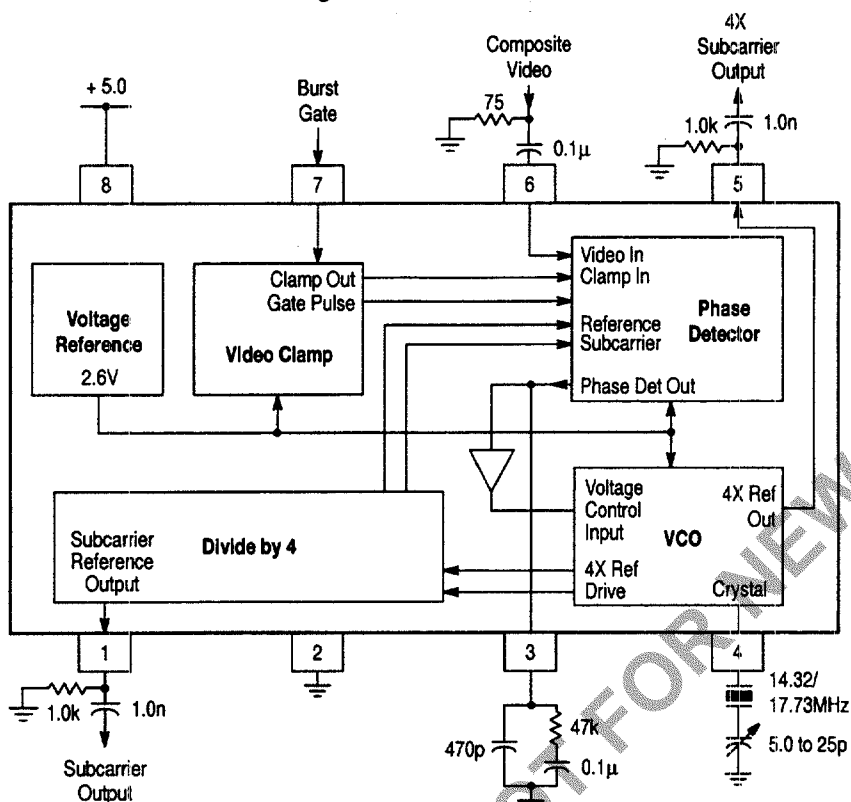 4X
Subcarrier
Output
Composite
Video
+ 5.0
Burst
Gate
75
0.1µ
1.0k
1.0n
8
7
6
5
Voltage
Reference
2.6V
Clamp Out
Gate Pulse
Video Clamp
Video In
Clamp In
Reference
Subcarrier
Phase
Detector
Phase Det Out
Subcarrier
Reference
Output
Divide by 4
Voltage
Control
Input
4X Ref
Out
VCO
4X Ref
Drive
Crystal
1
2
3
4
1.0k
1.0n
Subcarrier
Output
470p
47k
0.1µ
14.32/
17.73MHz
5.0 to 25p
NOT FOR NEW